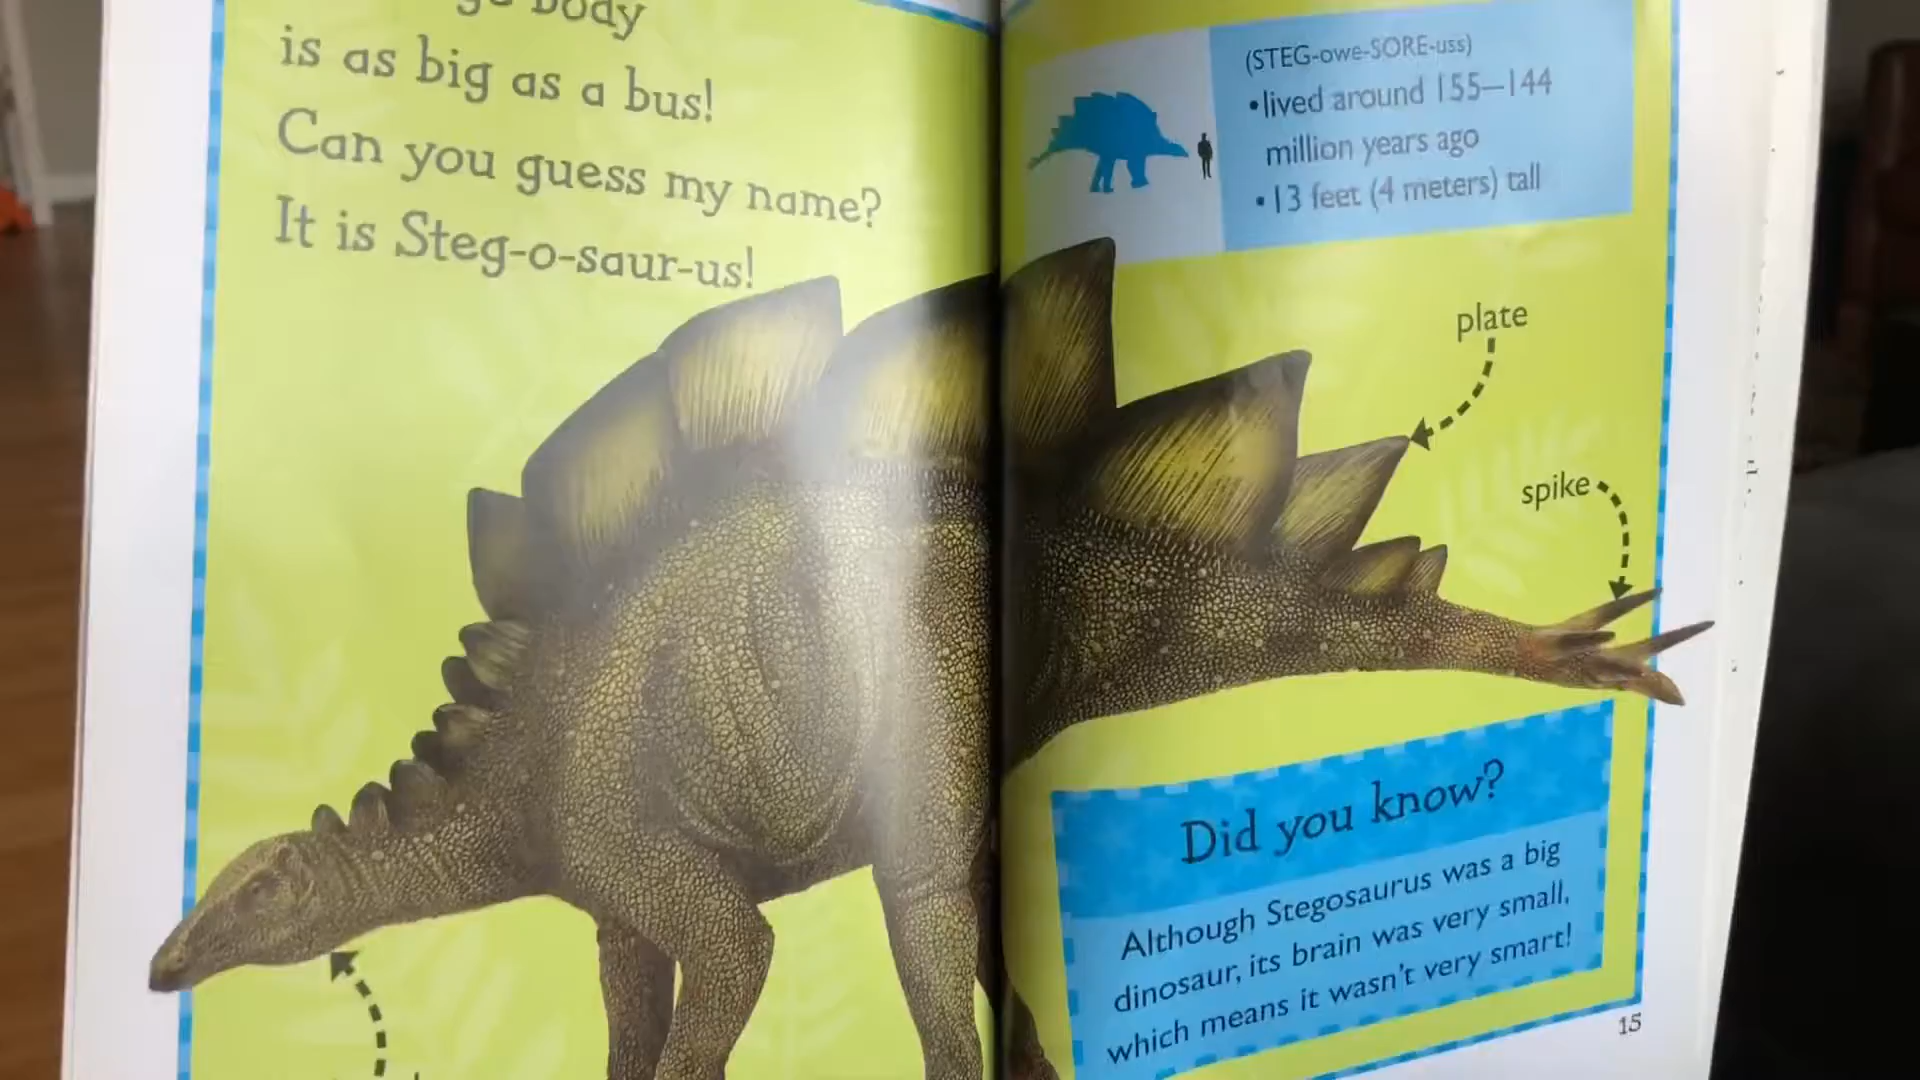 body
is as big as a bus!
Can you guess my name?
It is Steg-o-saur-us!
(STEG-owe-SORE-uss)
•lived around 155–144
million years ago
•13 feet (4 meters) tall
plate
spike
Did you know?
Although Stegosaurus was a big
dinosaur, its brain was very small,
which means it wasn't very smart!
15